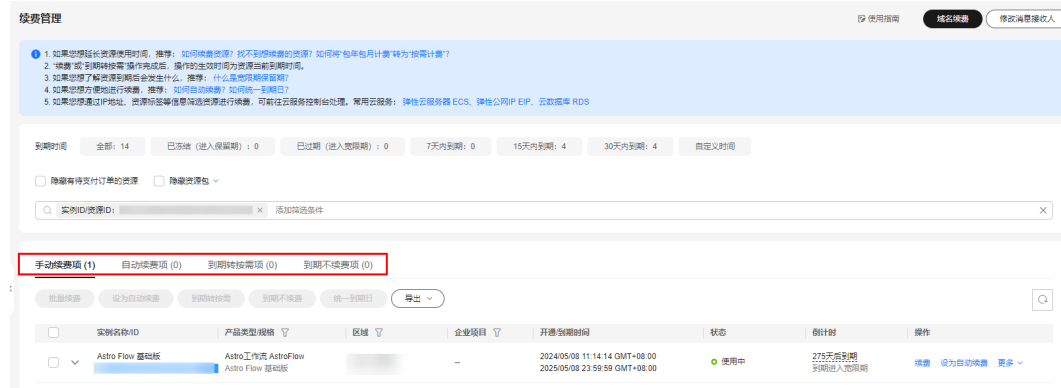 续费管理
使用指南 域名续费 修改消息接收人
1. 如果您想延长资源使用时间，推荐： 如何续费资源？找不到想续费的资源？如何将“包年包月计费”转为“按需计费”？
2. “续费”或“到期转按需”操作完成后，操作的生效时间为资源当前到期时间。
3. 如果您想了解资源到期后会发生什么，推荐： 什么是宽限期保留期？
4. 如果您想方便地进行续费，推荐： 如何自动续费？如何统一到期日？
5. 如果您想通过IP地址、资源标签等信息筛选资源进行续费，可前往云服务控制台处理。常用云服务： 弹性云服务器 ECS、弹性公网IP EIP、云数据库 RDS
到期时间 全部：14 已冻结（进入保留期）：0 已过期（进入宽限期）：0 7天内到期：0 15天内到期：4 30天内到期：4 自定义时间
隐藏有待支付订单的资源 隐藏资源包
实例ID/资源ID： 添加筛选条件
手动续费项 (1) 自动续费项 (0) 到期转按需项 (0) 到期不续费项 (0)
批量续费 设为自动续费 到期转按需 到期不续费 统一到期日 导出
实例名称/ID 产品类型/规格 区域 企业项目 开通/到期时间 状态 倒计时 操作
Astro Flow 基础版 Astro工作流 AstroFlow -- 2024/05/08 11:14:14 GMT+08:00 使用中 275天后到期 续费 设为自动续费 更多
Astro Flow 基础版 2025/05/08 23:59:59 GMT+08:00 到期进入宽限期